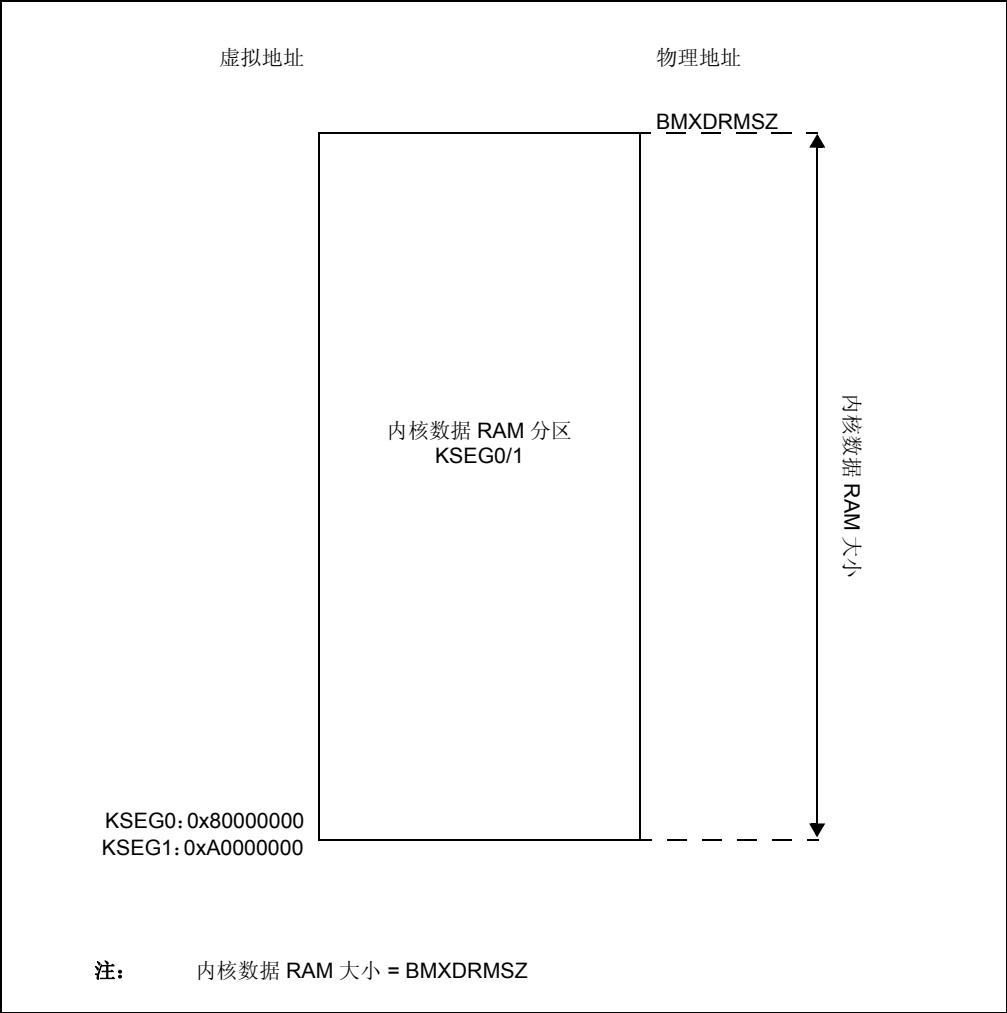 虚拟地址
物理地址
BMXDRMSZ
内核数据 RAM 分区
KSEG0/1
内核数据 RAM 大小
KSEG0：0x80000000
KSEG1：0xA0000000
注： 内核数据 RAM 大小 = BMXDRMSZ